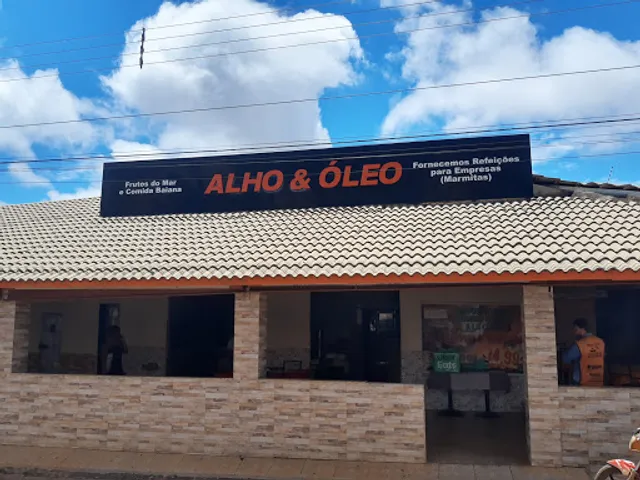 Frutos do Mar
e Comida Baiana
ALHO & ÓLEO
Fornecemos Refeições
para Empresas
(Marmitas)